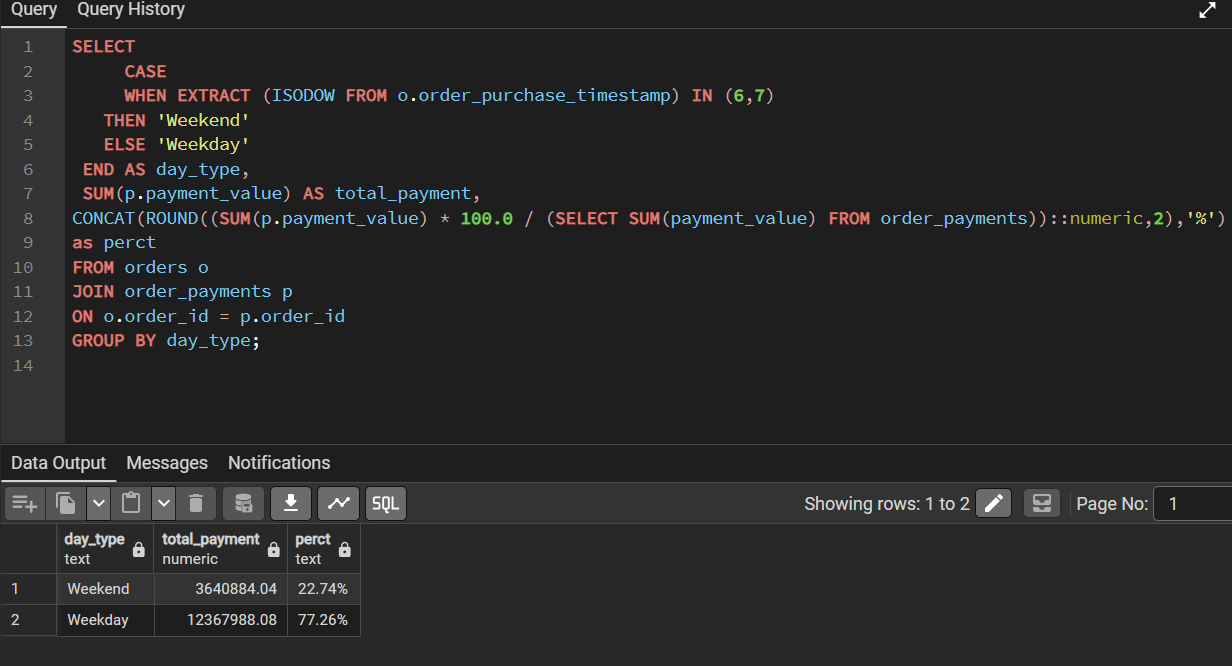 Query Query History
1 SELECT
2 CASE
3 WHEN EXTRACT (ISODOW FROM o.order_purchase_timestamp) IN (6,7)
4 THEN 'Weekend'
5 ELSE 'Weekday'
6 END AS day_type,
7 SUM(p.payment_value) AS total_payment,
8 CONCAT(ROUND((SUM(p.payment_value) * 100.0 / (SELECT SUM(payment_value) FROM order_payments))::numeric,2),'%')
9 as perct
10 FROM orders o
11 JOIN order_payments p
12 ON o.order_id = p.order_id
13 GROUP BY day_type;
14
Data Output Messages Notifications
SQL Showing rows: 1 to 2 Page No: 1
day_type total_payment perct
text numeric text
1 Weekend 3640884.04 22.74%
2 Weekday 12367988.08 77.26%